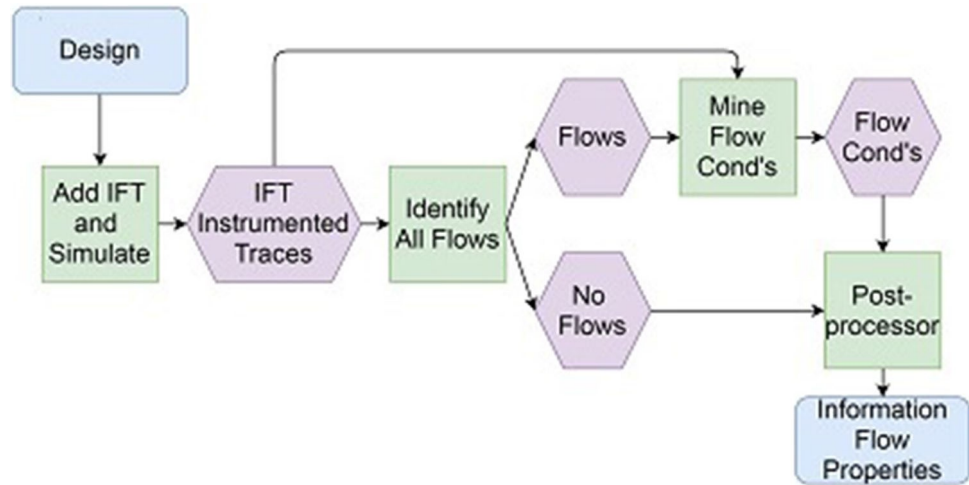 Design
Add IFT
and
Simulate
IFT
Instrumented
Traces
Identify
All Flows
Flows
No
Flows
Mine
Flow
Cond's
Flow
Cond's
Post-
processor
Information
Flow
Properties